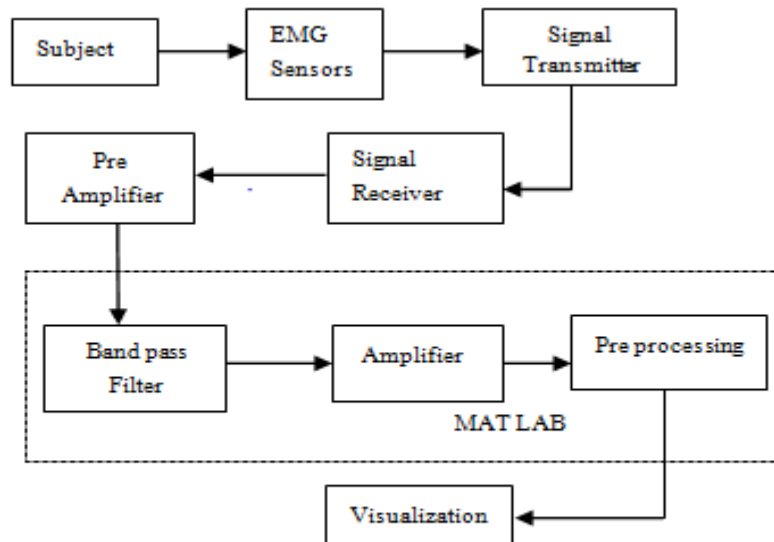 Subject
EMG
Sensors
Signal
Transmitter
Pre
Amplifier
Signal
Receiver
Band pass
Filter
Amplifier
Pre processing
MAT LAB
Visualization